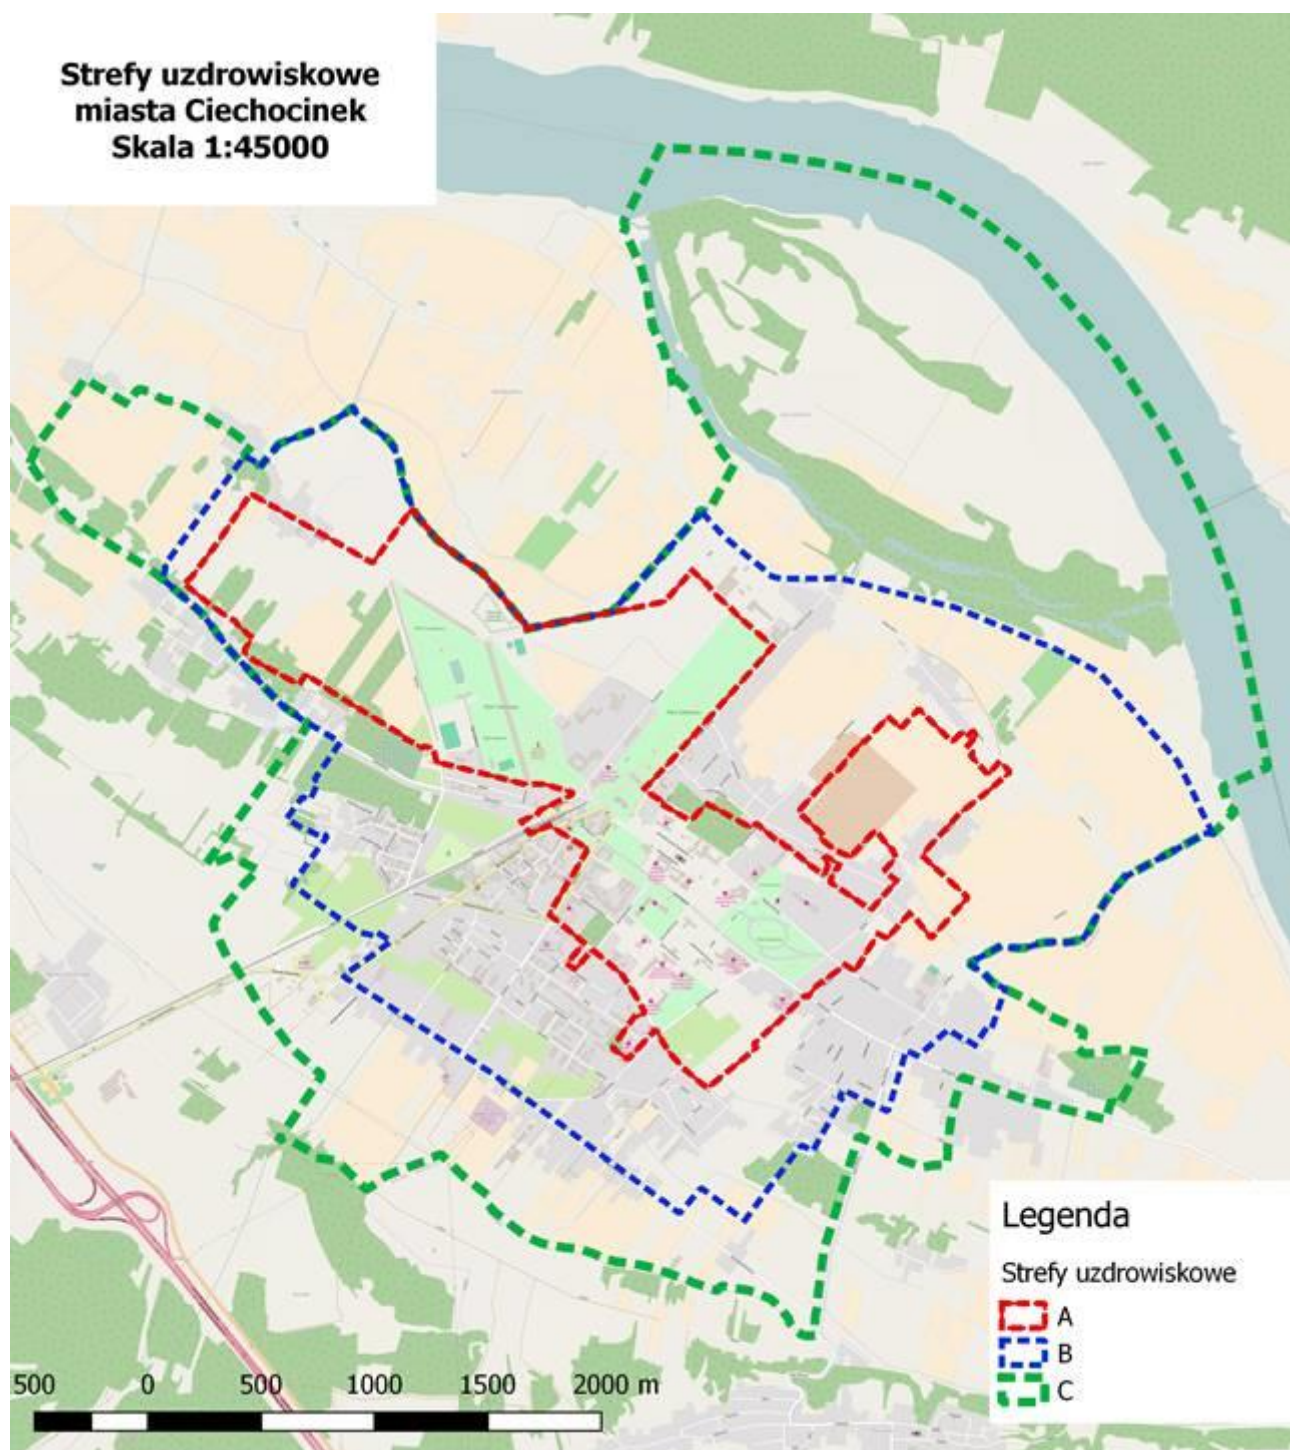 Strefy uzdrowiskowe
miasta Ciechocinek
Skala 1:45000
Legenda
Strefy uzdrowiskowe
A
B
C
500 0 500 1000 1500 2000 m